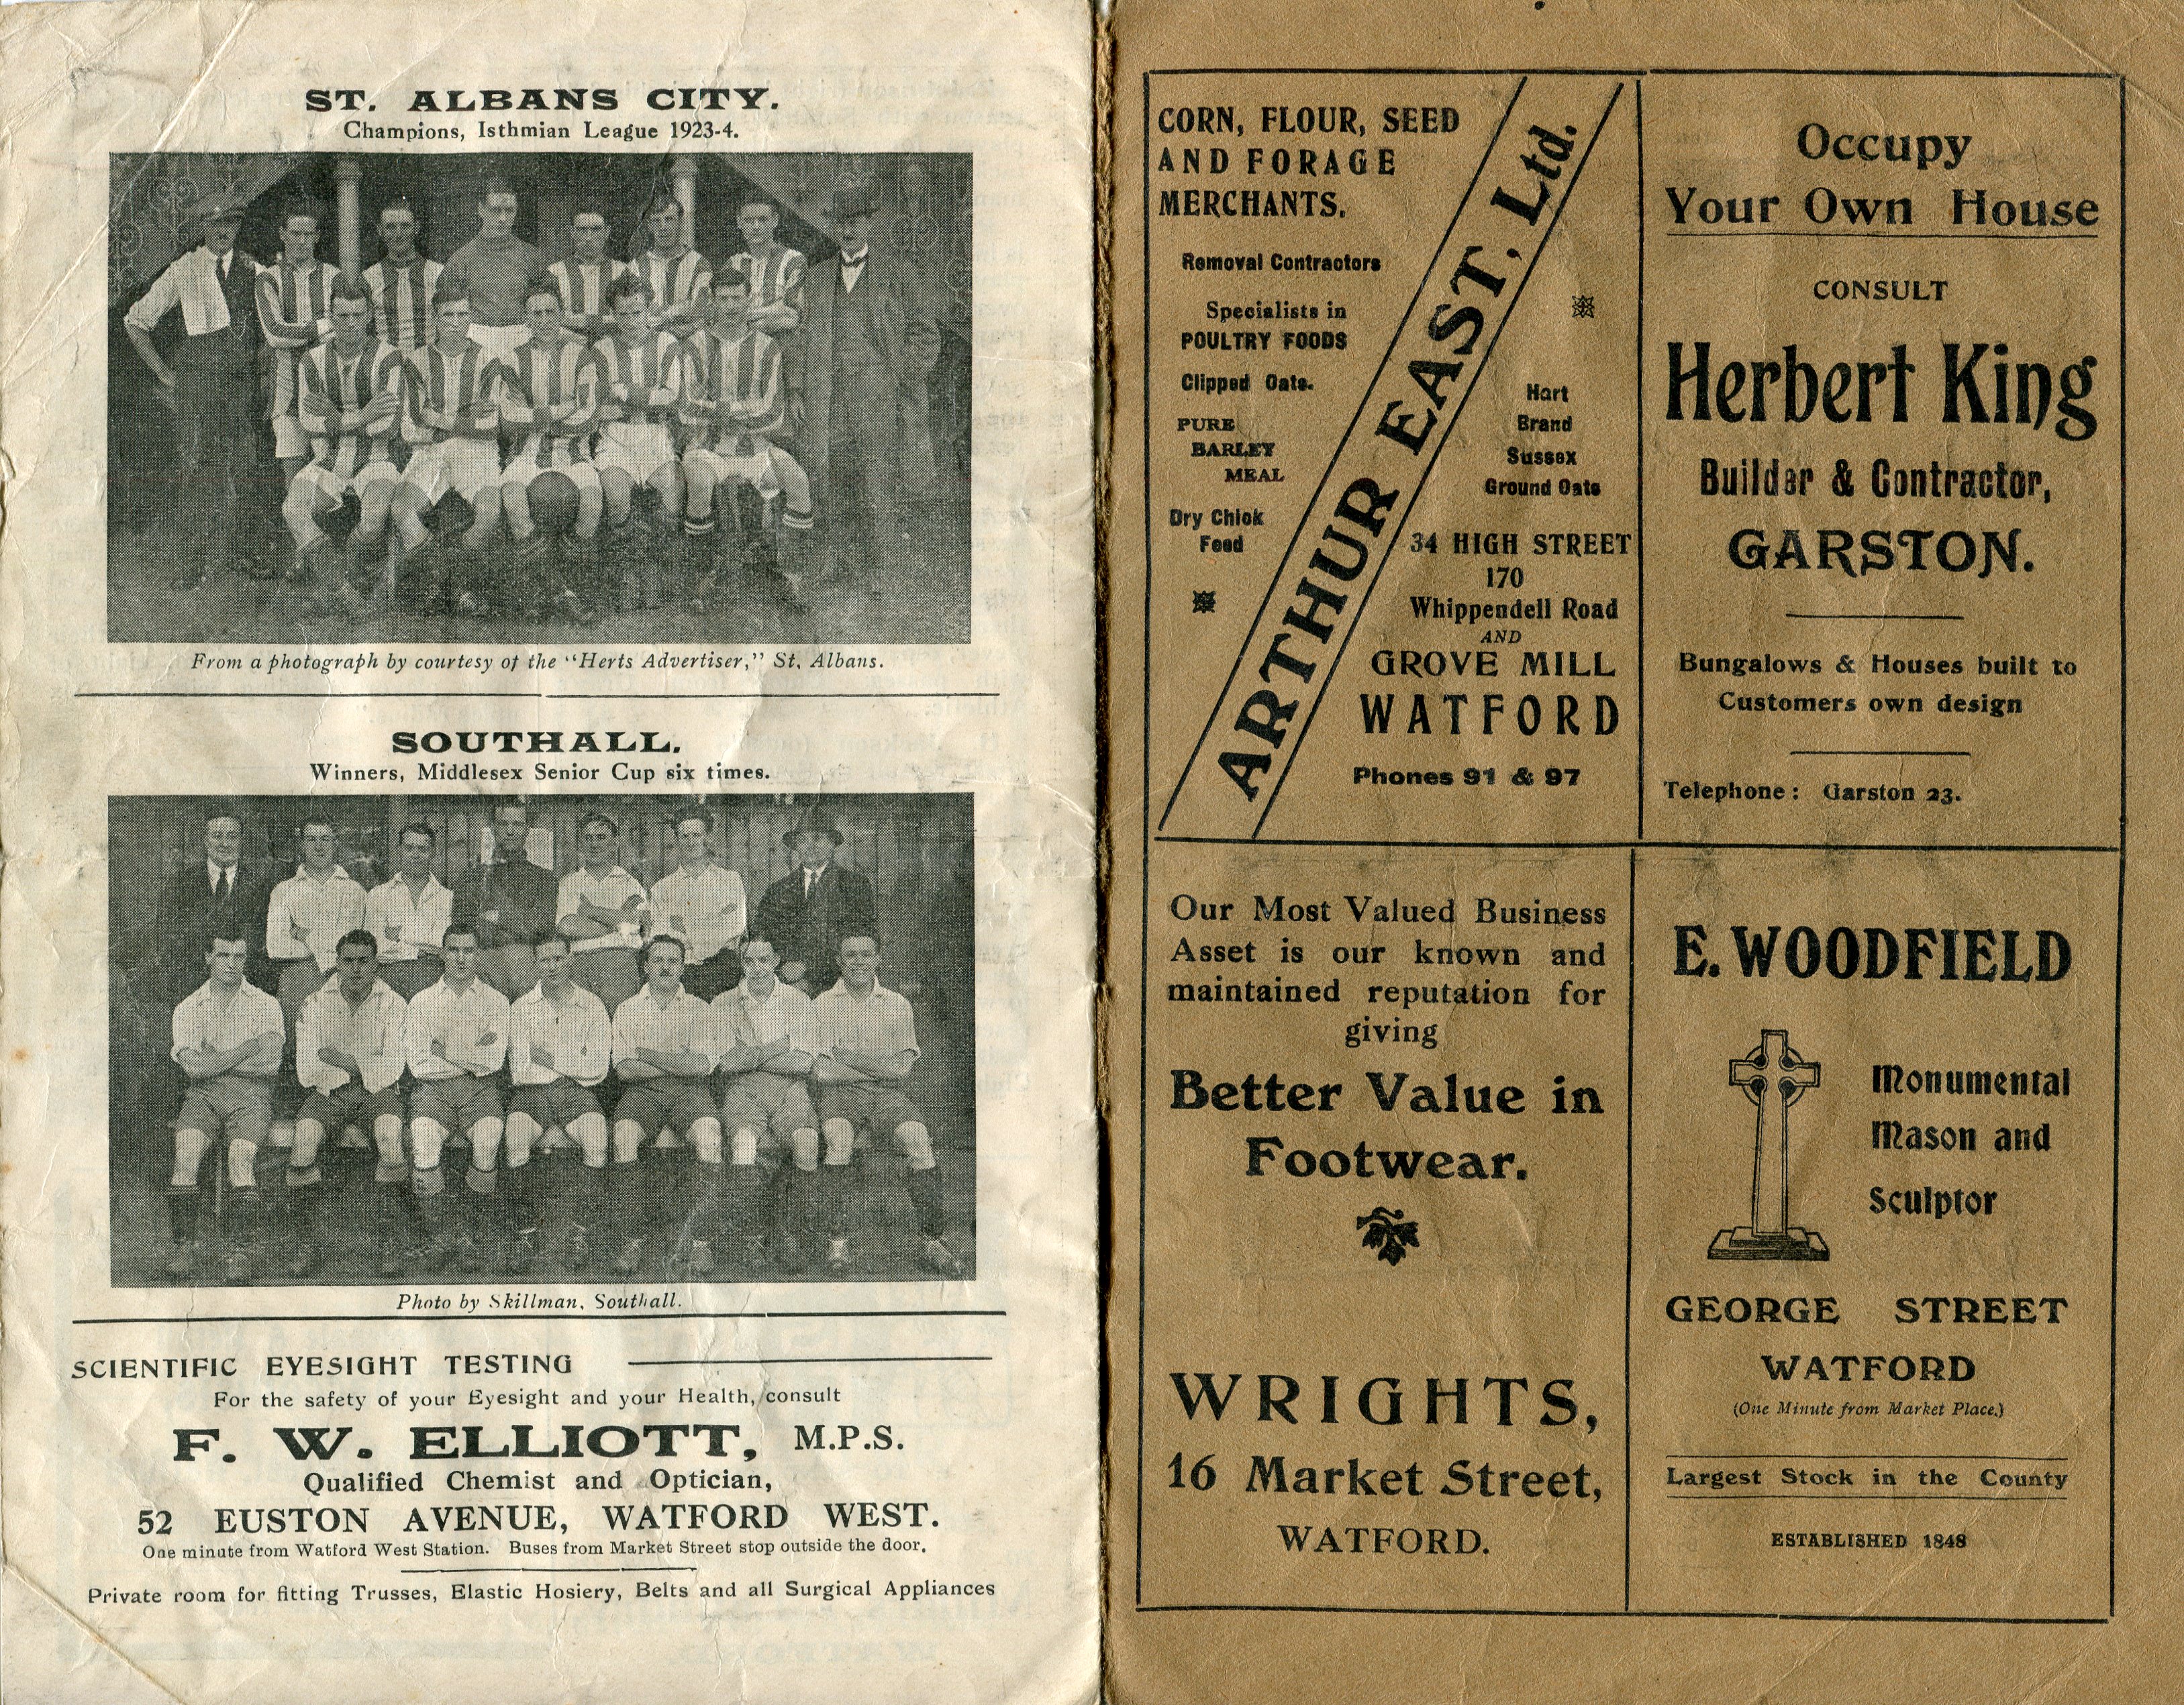 ST. ALBANS CITY.
Champions, Isthmian League 1923-4.
From a photograph by courtesy of the "Herts Advertiser," St. Albans.
SOUTHALL.
Winners, Middlesex Senior Cup six times.
Photo by Skillman, Southall.
SCIENTIFIC EYESIGHT TESTING
For the safety of your Eyesight and your Health, consult
F. W. ELLIOTT, M.P.S.
Qualified Chemist and Optician,
52 EUSTON AVENUE, WATFORD WEST.
One minute from Watford West Station. Buses from Market Street stop outside the door.
Private room for fitting Trusses, Elastic Hosiery, Belts and all Surgical Appliances
CORN, FLOUR, SEED
AND FORAGE
MERCHANTS.
Removal Contractors
Specialists in
POULTRY FOODS
Clipped Oats.
PURE
BARLEY
MEAL
Dry Chick
Feed
ARTHUR EAST, Ltd.
Hart
Brand
Sussex
Ground Oats
34 HIGH STREET
170
Whippendell Road
AND
GROVE MILL
WATFORD
Phones 91 & 97
Occupy
Your Own House
CONSULT
Herbert King
Builder & Contractor,
GARSTON.
Bungalows & Houses built to
Customers own design
Telephone: Garston 23.
Our Most Valued Business
Asset is our known and
maintained reputation for
giving
Better Value in
Footwear.
WRIGHTS,
16 Market Street,
WATFORD.
E. WOODFIELD
Monumental
Mason and
Sculptor
GEORGE STREET
WATFORD
(One Minute from Market Place.)
Largest Stock in the County
ESTABLISHED 1848